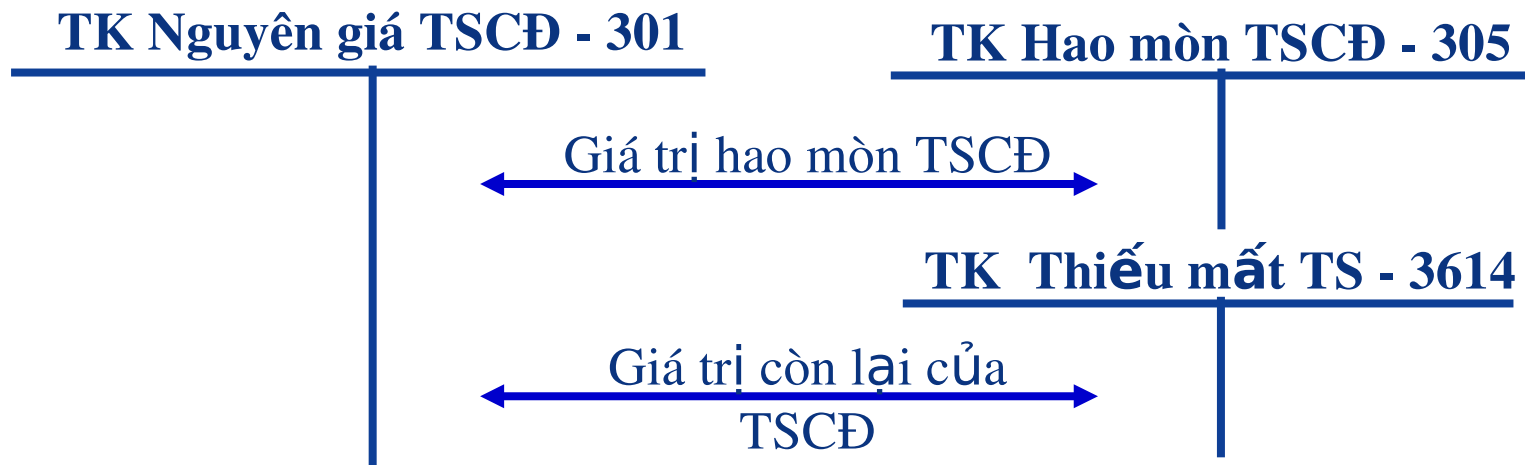 TK Nguyên giá TSCĐ - 301
TK Hao mòn TSCĐ - 305
Giá trị hao mòn TSCĐ
TK Thiếu mất TS - 3614
Giá trị còn lại của
TSCĐ